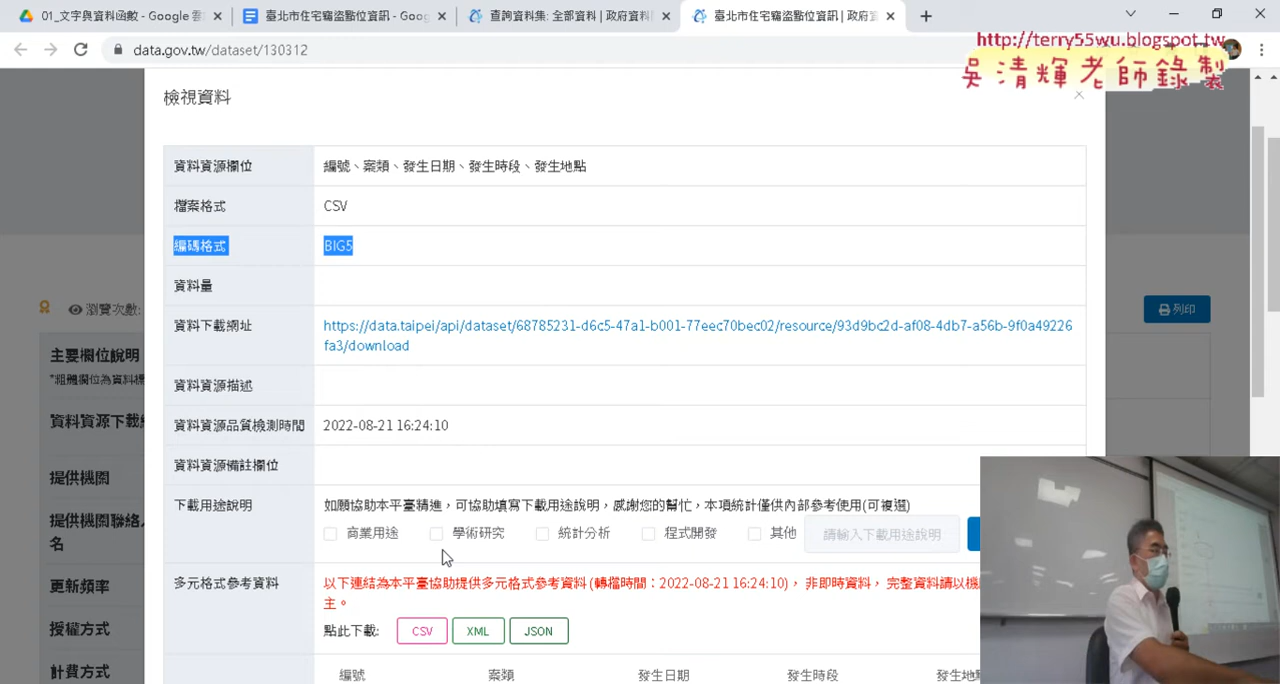 01_文字與資料函數 - Google 雲
臺北市住宅竊盜點位資訊 - Goog
查詢資料集: 全部資料 | 政府資料
臺北市住宅竊盜點位資訊 | 政府
data.gov.tw/dataset/130312
http://terry55wu.blogspot.tw
吳清輝老師錄製
檢視資料
資料資源欄位 編號、案類、發生日期、發生時段、發生地點
檔案格式 CSV
編碼格式 BIG5
資料量
瀏覽次數:
列印
資料下載網址 https://data.taipei/api/dataset/68785231-d6c5-47a1-b001-77eec70bec02/resource/93d9bc2d-af08-4db7-a56b-9f0a49226
fa3/download
主要欄位說明
*粗體欄位為資料標
資料資源描述
資料資源下載
資料資源品質檢測時間 2022-08-21 16:24:10
資料資源備註欄位
提供機關
下載用途說明 如願協助本平臺精進，可協助填寫下載用途說明，感謝您的幫忙，本項統計僅供內部參考使用(可複選)
商業用途 學術研究 統計分析 程式開發 其他 請輸入下載用途說明
提供機關聯絡人
名
更新頻率
多元格式參考資料 以下連結為本平臺協助提供多元格式參考資料 (轉檔時間：2022-08-21 16:24:10)， 非即時資料， 完整資料請以機
主。
授權方式
點此下載: CSV XML JSON
計費方式
編號 案類 發生日期 發生時段 發生地點